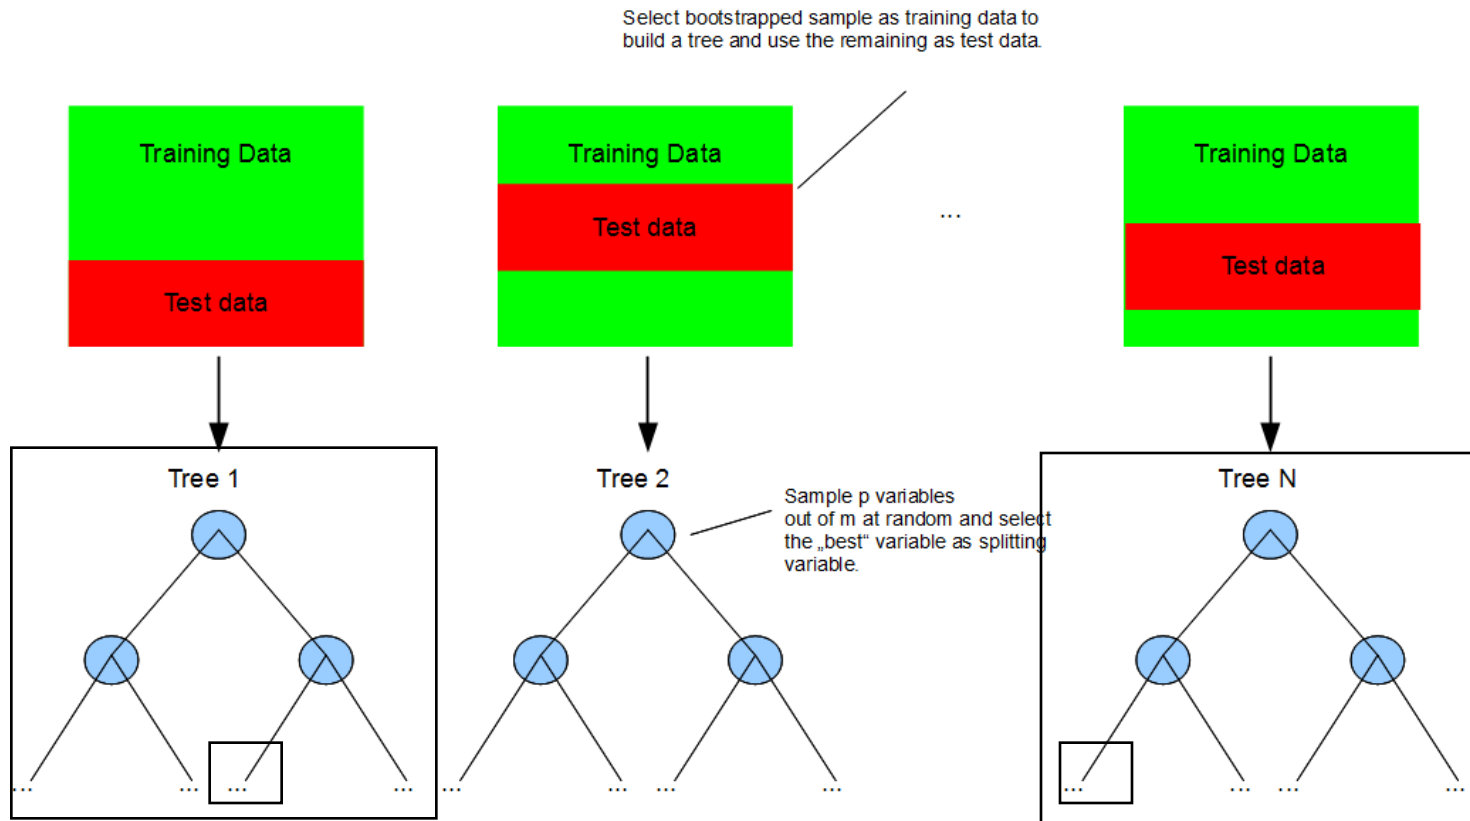 Select bootstrapped sample as training data to
build a tree and use the remaining as test data.
Training Data
Test data
Training Data
Test data
...
Training Data
Test data
Tree 1
Tree 2
Tree N
Sample p variables
out of m at random and select
the „best“ variable as splitting
variable.
... ... ... ...
... ... ... ...
... ... ... ...